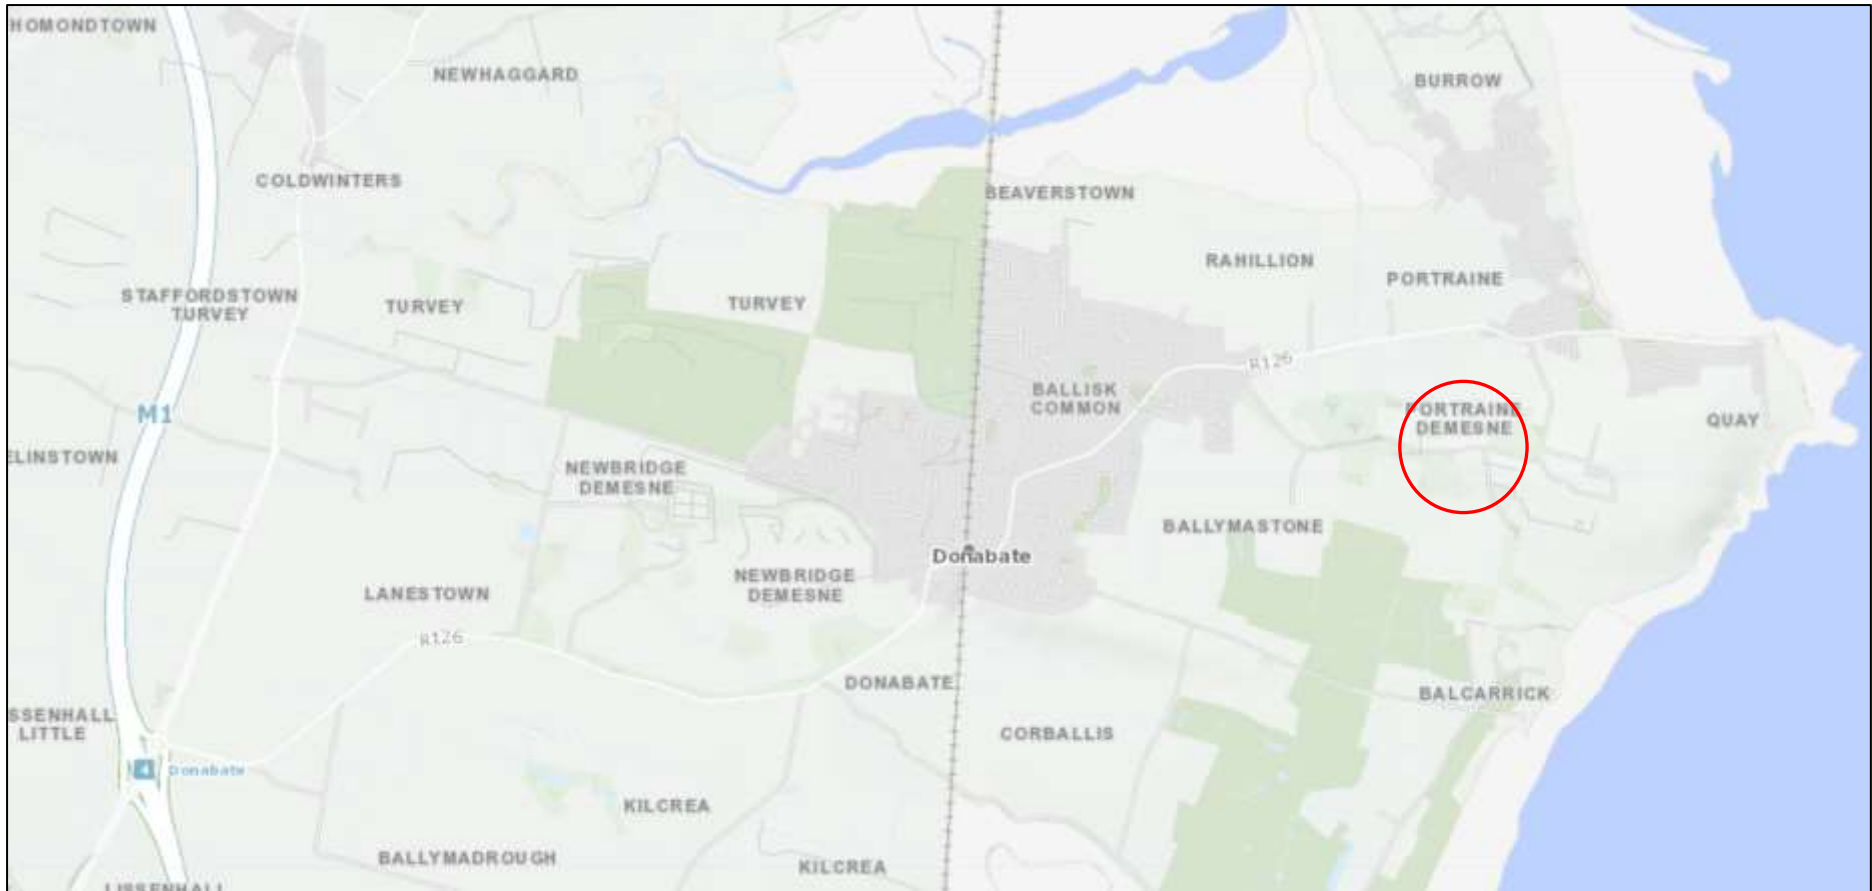 HOMONDTOWN
NEWHAGGARD
BURROW
COLDWINTERS
BEAVERSTOWN
RAHILLION
PORTRAINE
STAFFORDSTOWN
TURVEY
TURVEY
TURVEY
R126
BALLISK
COMMON
PORTRAINE
DEMESNE
M1
QUAY
ELINSTOWN
NEWBRIDGE
DEMESNE
BALLYMASTONE
Donabate
NEWBRIDGE
DEMESNE
LANESTOWN
R126
DONABATE
BALCARRICK
SSENHALL
LITTLE
CORBALLIS
4 Donabate
KILCREA
BALLYMADROUGH
KILCREA
LISSENHALL